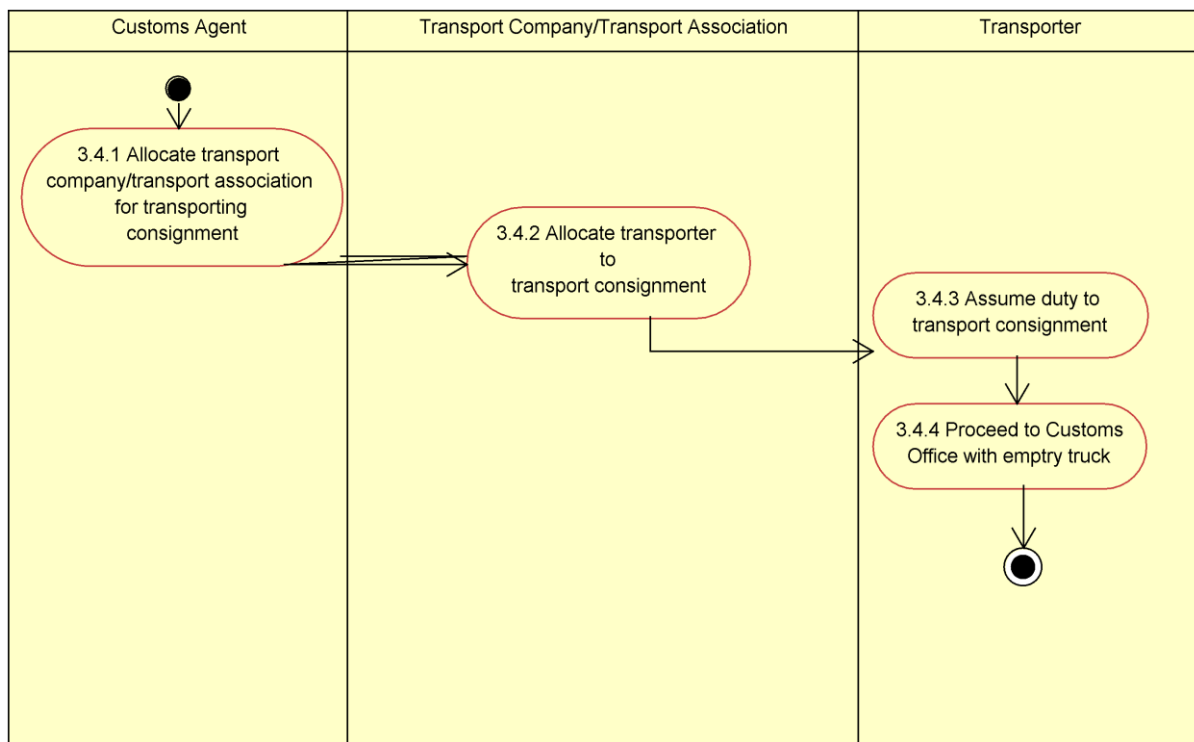 Customs Agent
Transport Company/Transport Association
Transporter
3.4.1 Allocate transport
company/transport association
for transporting
consignment
3.4.2 Allocate transporter
to
transport consignment
3.4.3 Assume duty to
transport consignment
3.4.4 Proceed to Customs
Office with emptry truck